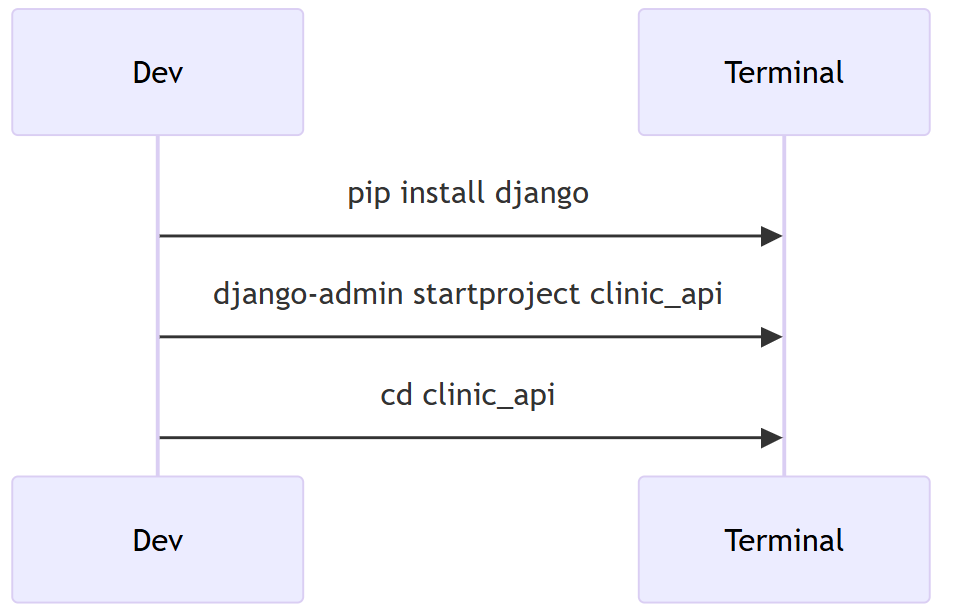 Dev
Terminal
pip install django
django-admin startproject clinic_api
cd clinic_api
Dev
Terminal